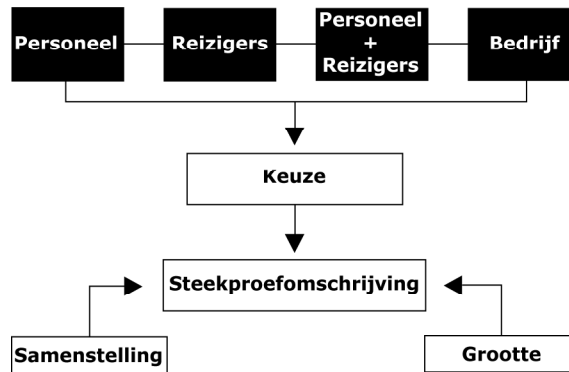 Personeel
Reizigers
Personeel
+
Reizigers
Bedrijf
Keuze
Steekproefomschrijving
Samenstelling
Grootte